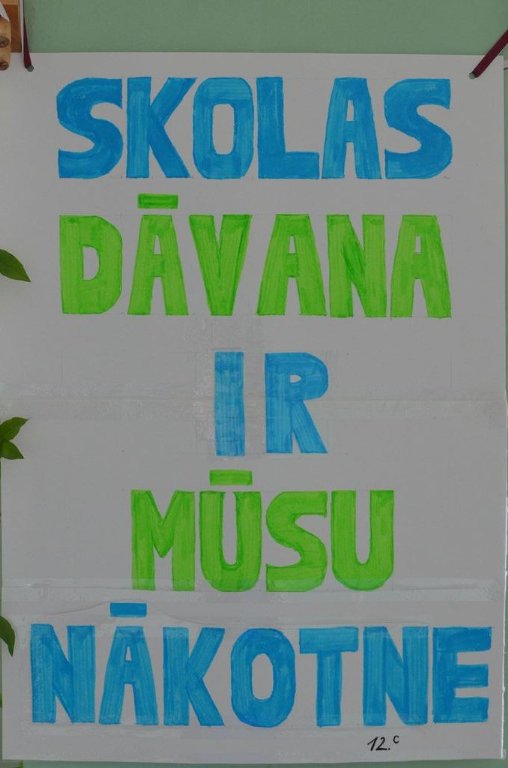 SKOLAS
DĀVANA
IR
MŪSU
NĀKOTNE
12.c